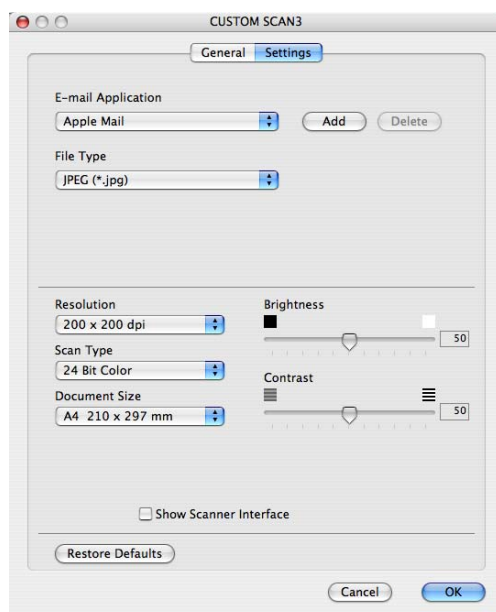 CUSTOM SCAN3
General Settings
E-mail Application
Apple Mail Add Delete
File Type
JPEG (*.jpg)
Resolution
200 x 200 dpi
Scan Type
24 Bit Color
Document Size
A4 210 x 297 mm
Brightness
50
Contrast
50
Show Scanner Interface
Restore Defaults
Cancel OK